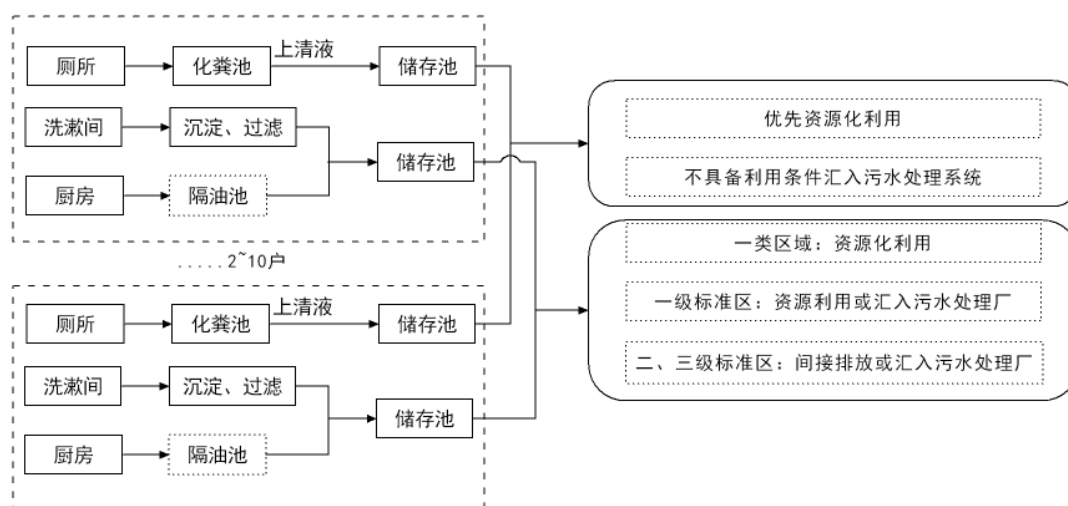 厕所
化粪池
上清液
储存池
洗漱间
沉淀、过滤
储存池
厨房
隔油池
.....2~10户
厕所
化粪池
上清液
储存池
洗漱间
沉淀、过滤
储存池
厨房
隔油池
优先资源化利用
不具备利用条件汇入污水处理系统
一类区域：资源化利用
一级标准区：资源利用或汇入污水处理厂
二、三级标准区：间接排放或汇入污水处理厂